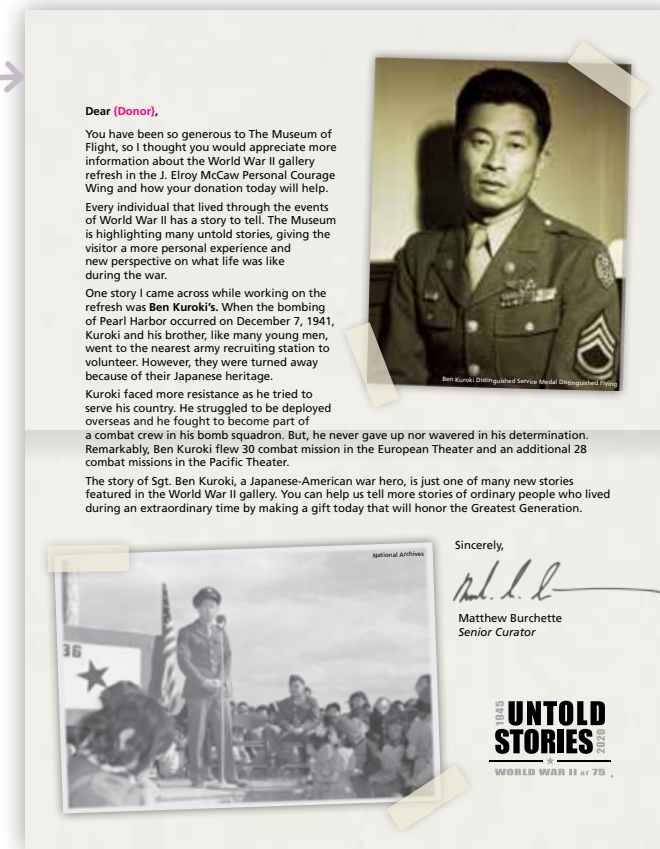 Dear {Donor},
You have been so generous to The Museum of
Flight, so I thought you would appreciate more
information about the World War II gallery
refresh in the J. Elroy McCaw Personal Courage
Wing and how your donation today will help.
Every individual that lived through the events
of World War II has a story to tell. The Museum
is highlighting many untold stories, giving the
visitor a more personal experience and
new perspective on what life was like
during the war.
One story I came across while working on the
refresh was Ben Kuroki’s. When the bombing
of Pearl Harbor occurred on December 7, 1941,
Kuroki and his brother, like many young men,
went to the nearest army recruiting station to
volunteer. However, they were turned away
because of their Japanese heritage.
Ben Kuroki Distinguished Service Medal Distinguished Flying
Kuroki faced more resistance as he tried to
serve his country. He struggled to be deployed
overseas and he fought to become part of
a combat crew in his bomb squadron. But, he never gave up nor wavered in his determination.
Remarkably, Ben Kuroki flew 30 combat mission in the European Theater and an additional 28
combat missions in the Pacific Theater.
The story of Sgt. Ben Kuroki, a Japanese-American war hero, is just one of many new stories
featured in the World War II gallery. You can help us tell more stories of ordinary people who lived
during an extraordinary time by making a gift today that will honor the Greatest Generation.
Sincerely,
Matthew Burchette
Senior Curator
National Archives
36
1945
UNTOLD
STORIES
2020
WORLD WAR II AT 75